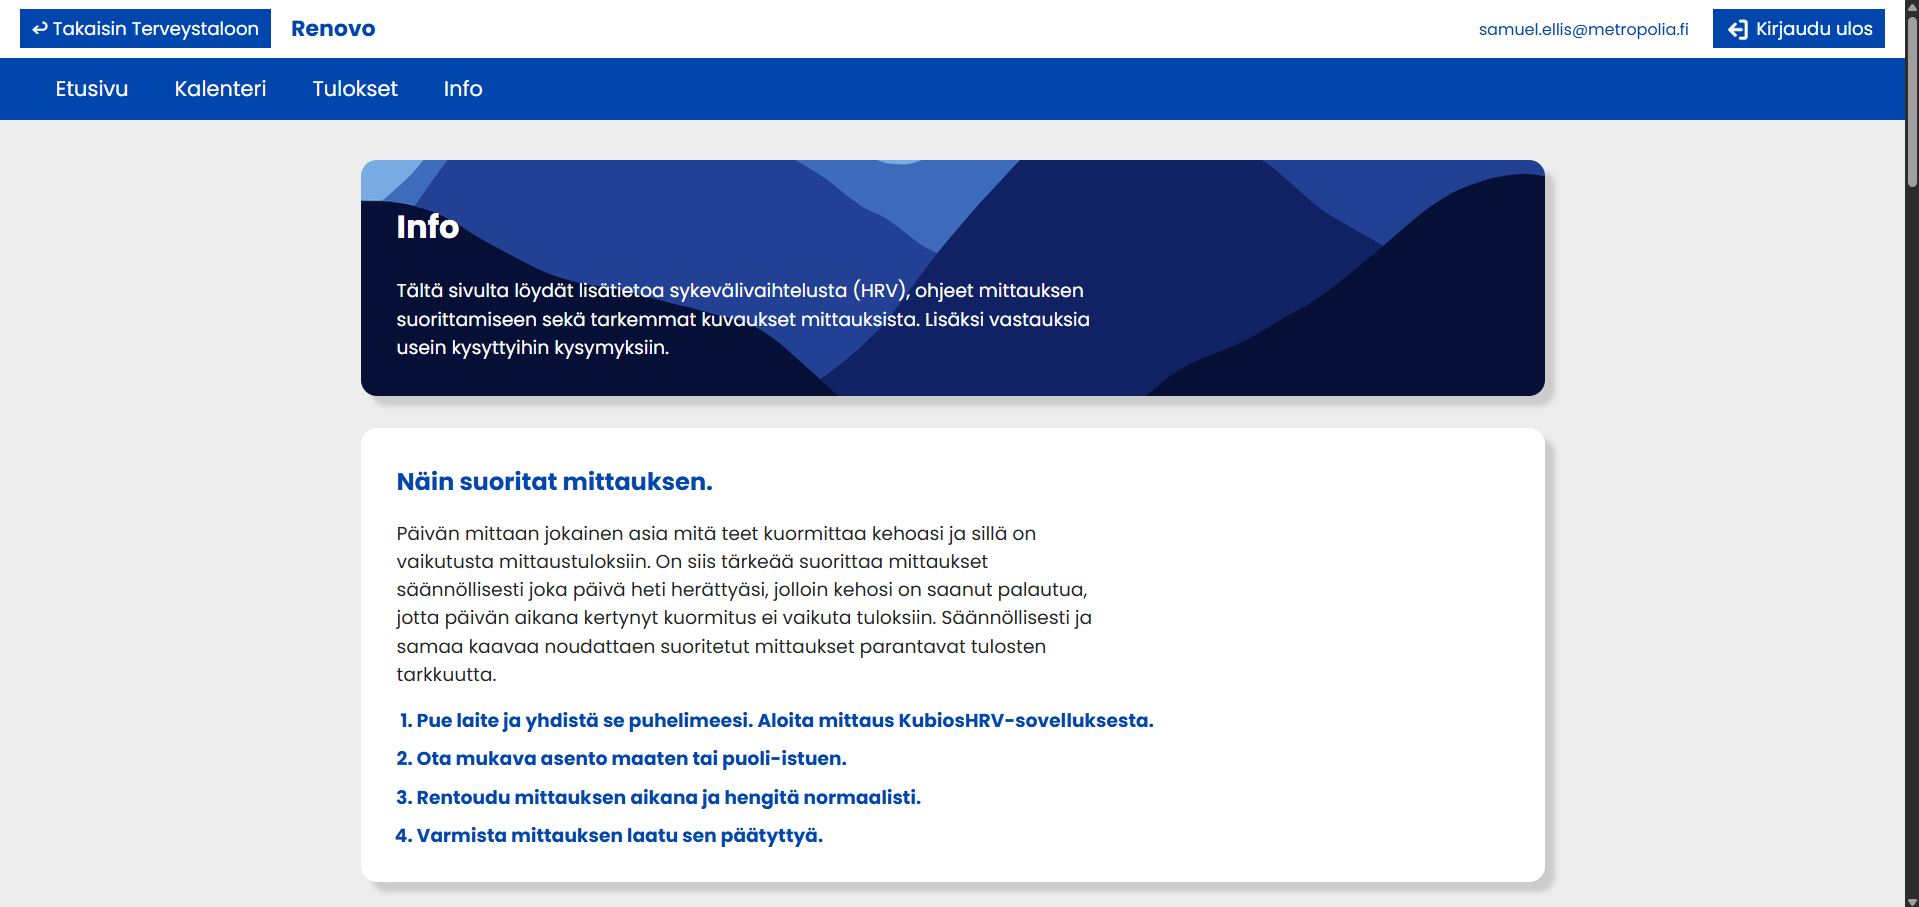 Takaisin Terveystaloon
Renovo
samuel.ellis@metropolia.fi
Kirjaudu ulos
Etusivu
Kalenteri
Tulokset
Info
Info
Tältä sivulta löydät lisätietoa sykevälivaihtelusta (HRV), ohjeet mittauksen
suorittamiseen sekä tarkemmat kuvaukset mittauksista. Lisäksi vastauksia
usein kysyttyihin kysymyksiin.
Näin suoritat mittauksen.
Päivän mittaan jokainen asia mitä teet kuormittaa kehoasi ja sillä on
vaikutusta mittaustuloksiin. On siis tärkeää suorittaa mittaukset
säännöllisesti joka päivä heti herättyäsi, jolloin kehosi on saanut palautua,
jotta päivän aikana kertynyt kuormitus ei vaikuta tuloksiin. Säännöllisesti ja
samaa kaavaa noudattaen suoritetut mittaukset parantavat tulosten
tarkkuutta.
1. Pue laite ja yhdistä se puhelimeesi. Aloita mittaus KubiosHRV-sovelluksesta.
2. Ota mukava asento maaten tai puoli-istuen.
3. Rentoudu mittauksen aikana ja hengitä normaalisti.
4. Varmista mittauksen laatu sen päätyttyä.